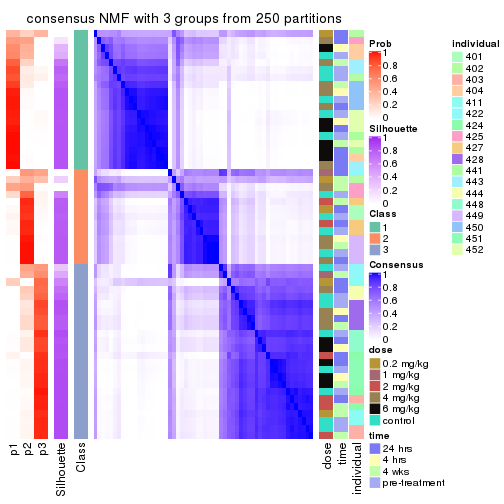 consensus NMF with 3 groups from 250 partitions
Prob
1
0.8
0.6
0.4
0.2
0
Silhouette
1
0.8
0.6
0.4
0.2
0
Class
1
2
3
Consensus
1
0.8
0.6
0.4
0.2
0
dose
0.2 mg/kg
1 mg/kg
2 mg/kg
4 mg/kg
6 mg/kg
control
time
24 hrs
4 hrs
4 wks
pre-treatment
individual
401
402
403
404
411
422
424
425
427
428
441
443
444
448
449
450
451
452
p1
p2
p3
Silhouette
Class
dose
time
individual